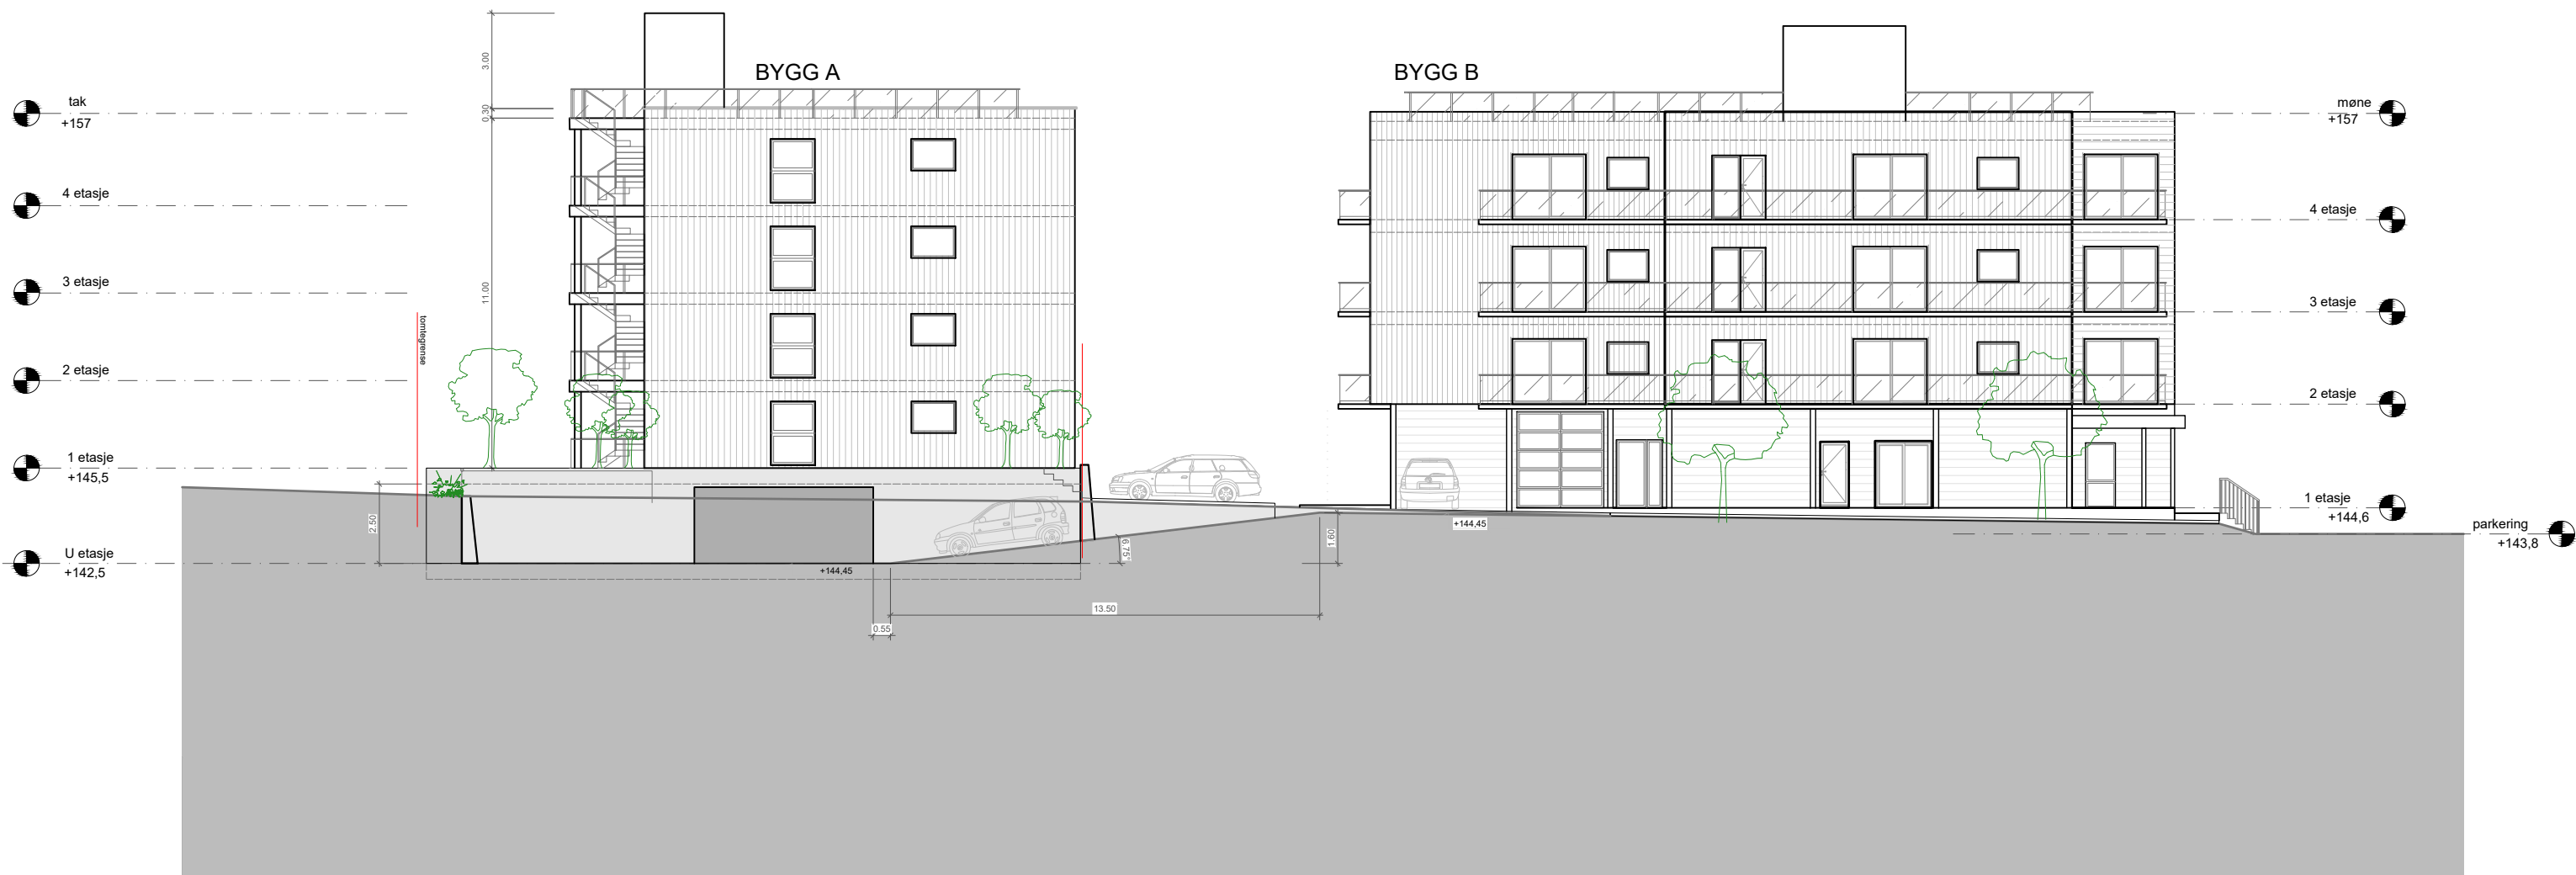 BYGG A
BYGG B
tak
+157
4 etasje
3 etasje
2 etasje
1 etasje
+145,5
U etasje
+142,5
3.00
0.30
11.00
tomtegrense
2.50
+144,45
0.55
13.50
6.75°
1.60
+144,45
møne
+157
4 etasje
3 etasje
2 etasje
1 etasje
+144,6
parkering
+143,8